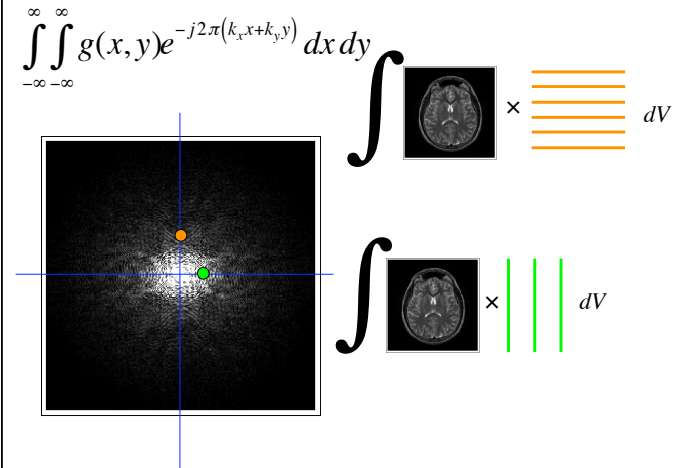 ∫_{-∞}^{∞} ∫_{-∞}^{∞} g(x, y)e^{-j2π(k_x x+k_y y)} dx dy
∫ × dV
∫ × dV